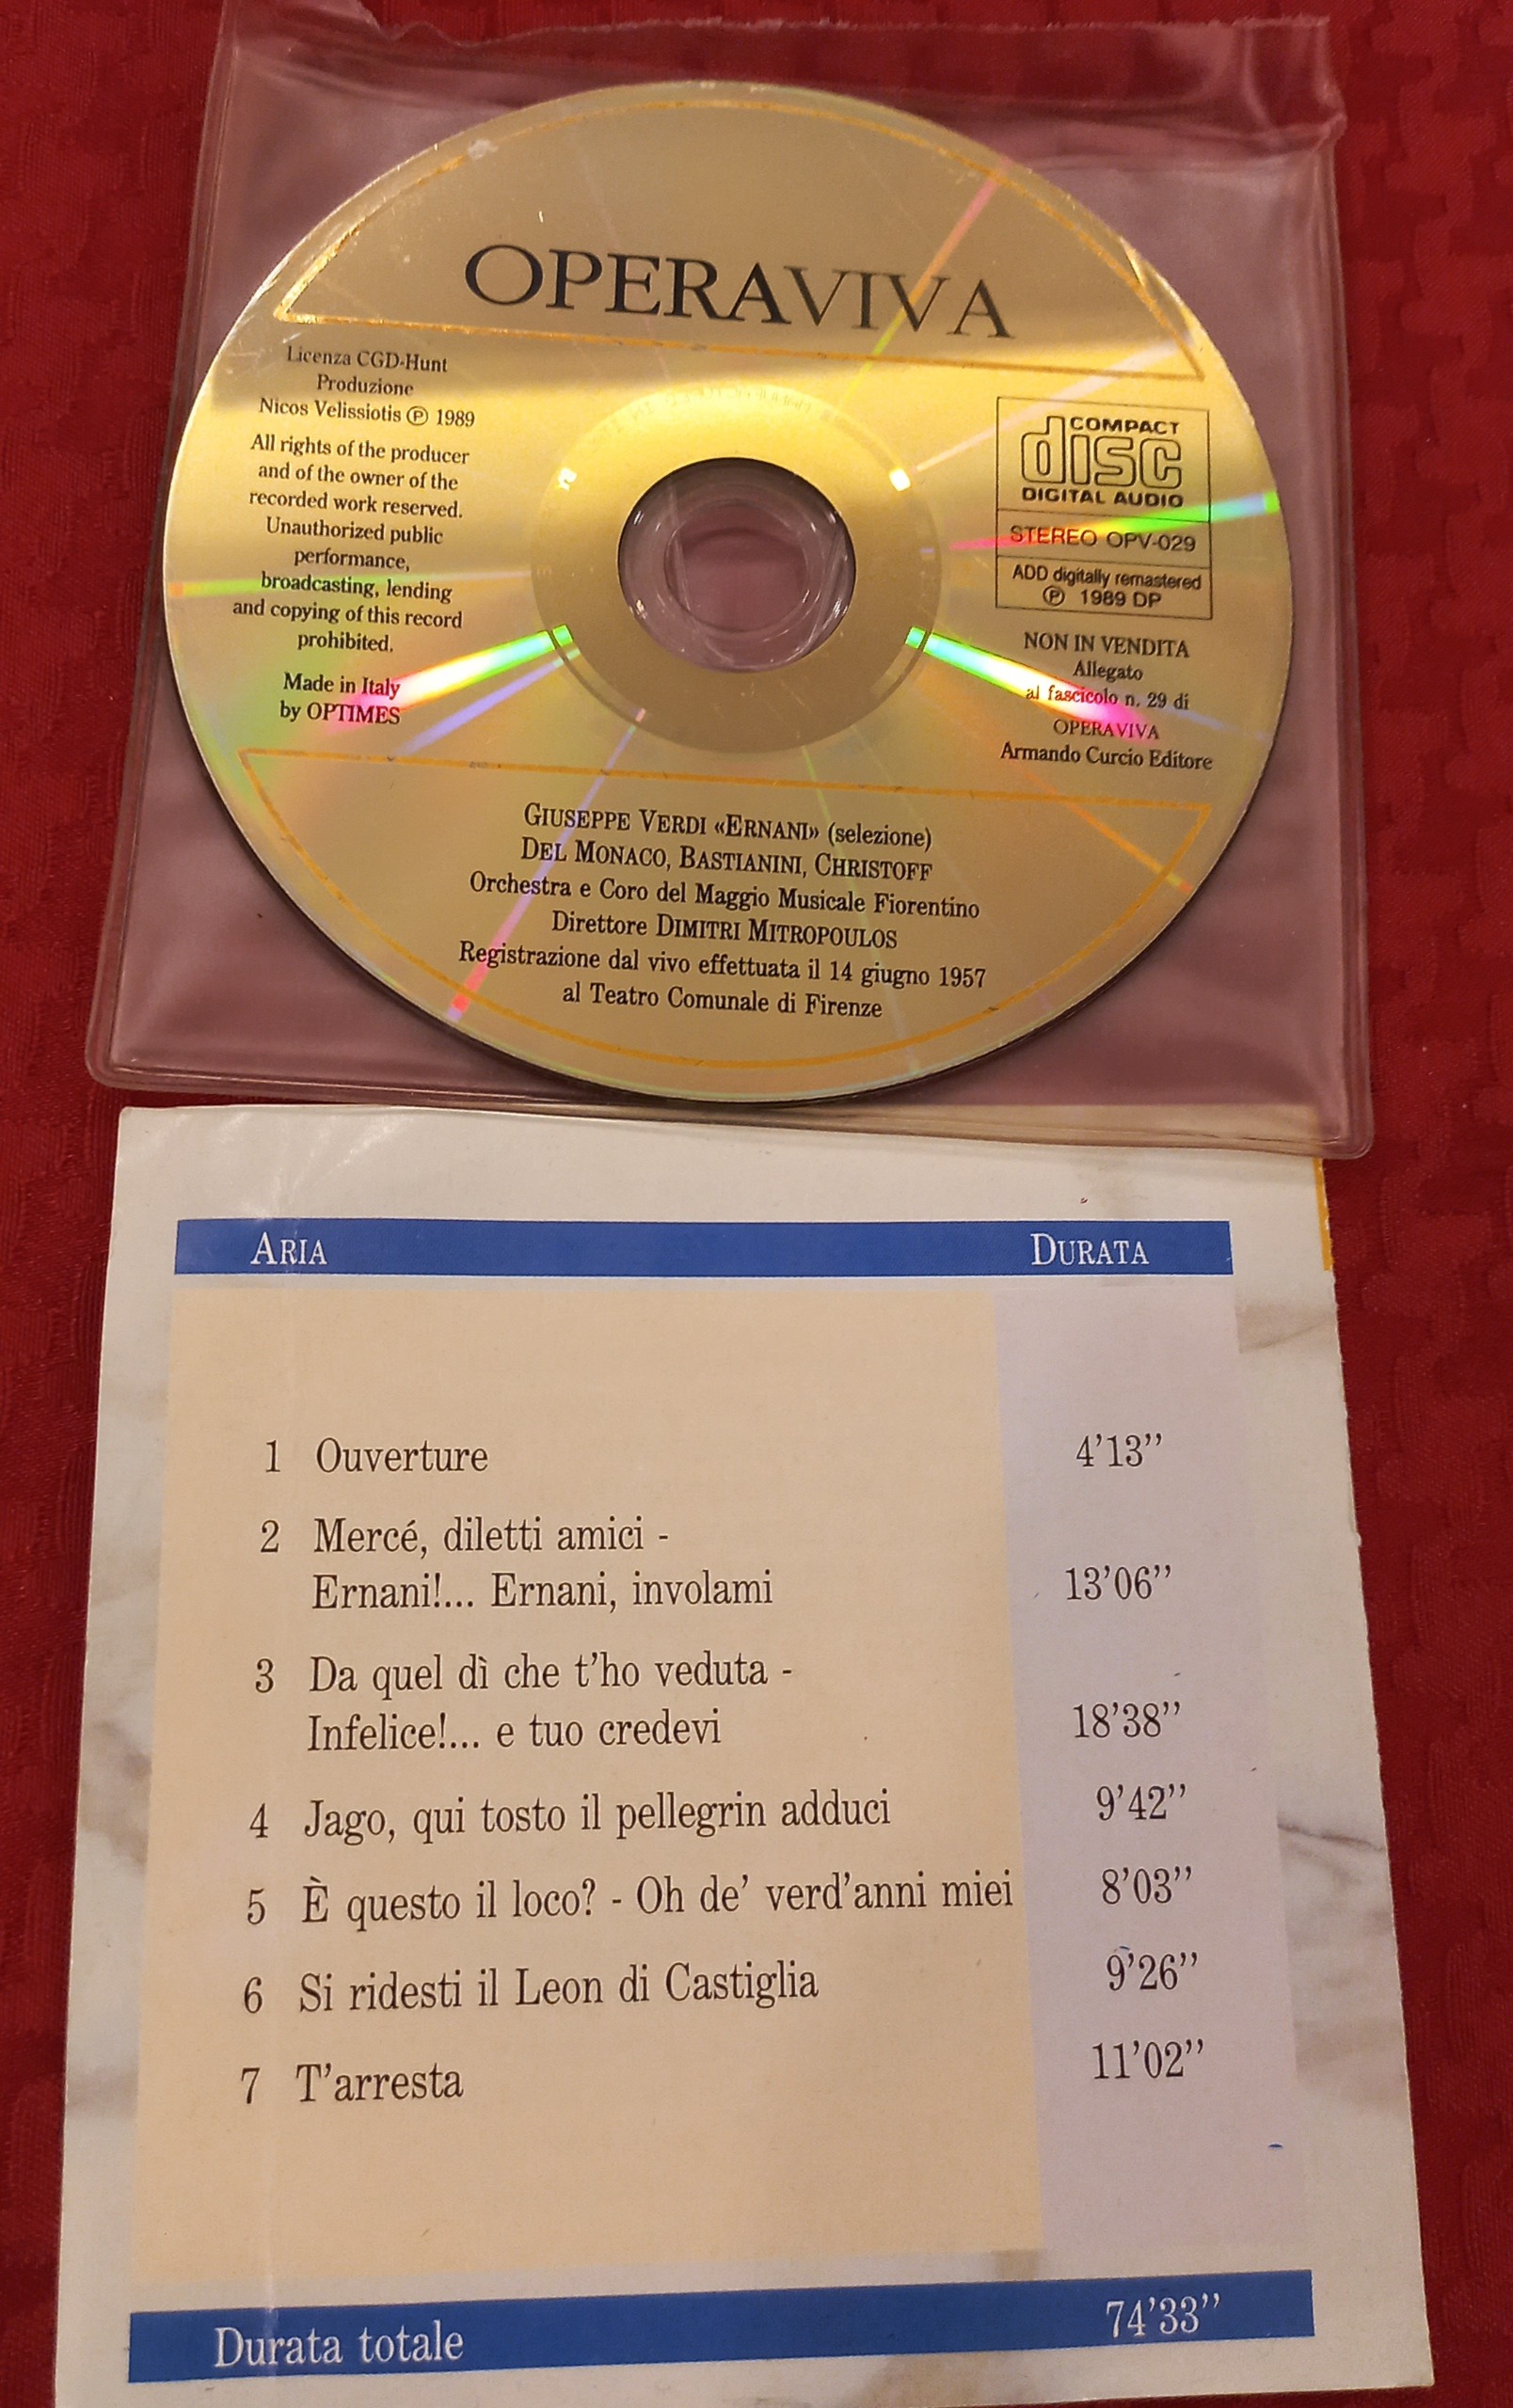 OPERAVIVA
Licenza CGD-Hunt
Produzione
Nicos Velissiotis ℗ 1989
All rights of the producer
and of the owner of the
recorded work reserved.
Unauthorized public
performance,
broadcasting, lending
and copying of this record
prohibited.
Made in Italy
by OPTIMES
COMPACT
disc
DIGITAL AUDIO
STEREO OPV-029
ADD digitally remastered
℗ 1989 DP
NON IN VENDITA
Allegato
al fascicolo n. 29 di
OPERAVIVA
Armando Curcio Editore
GIUSEPPE VERDI «ERNANI» (selezione)
DEL MONACO, BASTIANINI, CHRISTOFF
Orchestra e Coro del Maggio Musicale Fiorentino
Direttore DIMITRI MITROPOULOS
Registrazione dal vivo effettuata il 14 giugno 1957
al Teatro Comunale di Firenze
ARIA DURATA
1 Ouverture 4’13’’
2 Mercé, diletti amici -
Ernani!... Ernani, involami 13’06’’
3 Da quel dì che t’ho veduta -
Infelice!... e tuo credevi 18’38’’
4 Jago, qui tosto il pellegrin adduci 9’42’’
5 È questo il loco? - Oh de’ verd’anni miei 8’03’’
6 Si ridesti il Leon di Castiglia 9’26’’
7 T’arresta 11’02’’
Durata totale 74’33’’